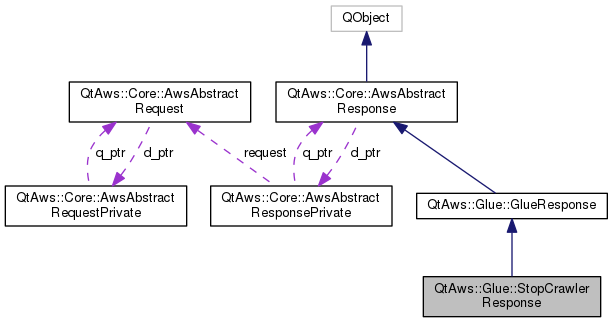 QObject
QtAws::Core::AwsAbstract
Request
QtAws::Core::AwsAbstract
Response
q_ptr
d_ptr
request
q_ptr
d_ptr
QtAws::Core::AwsAbstract
RequestPrivate
QtAws::Core::AwsAbstract
ResponsePrivate
QtAws::Glue::GlueResponse
QtAws::Glue::StopCrawler
Response